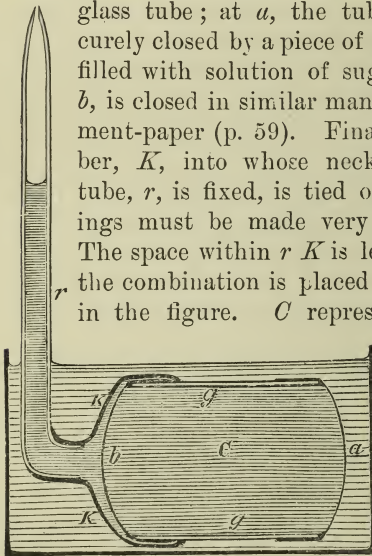 glass tube; at a, the tub
curely closed by a piece of
filled with solution of sug
b, is closed in similar man
ment-paper (p. 59). Fina
ber, K, into whose neck
tube, r, is fixed, is tied o
ings must be made very
The space within r K is le
the combination is placed
in the figure. C repres
r
K
g
b
C
a
K
g